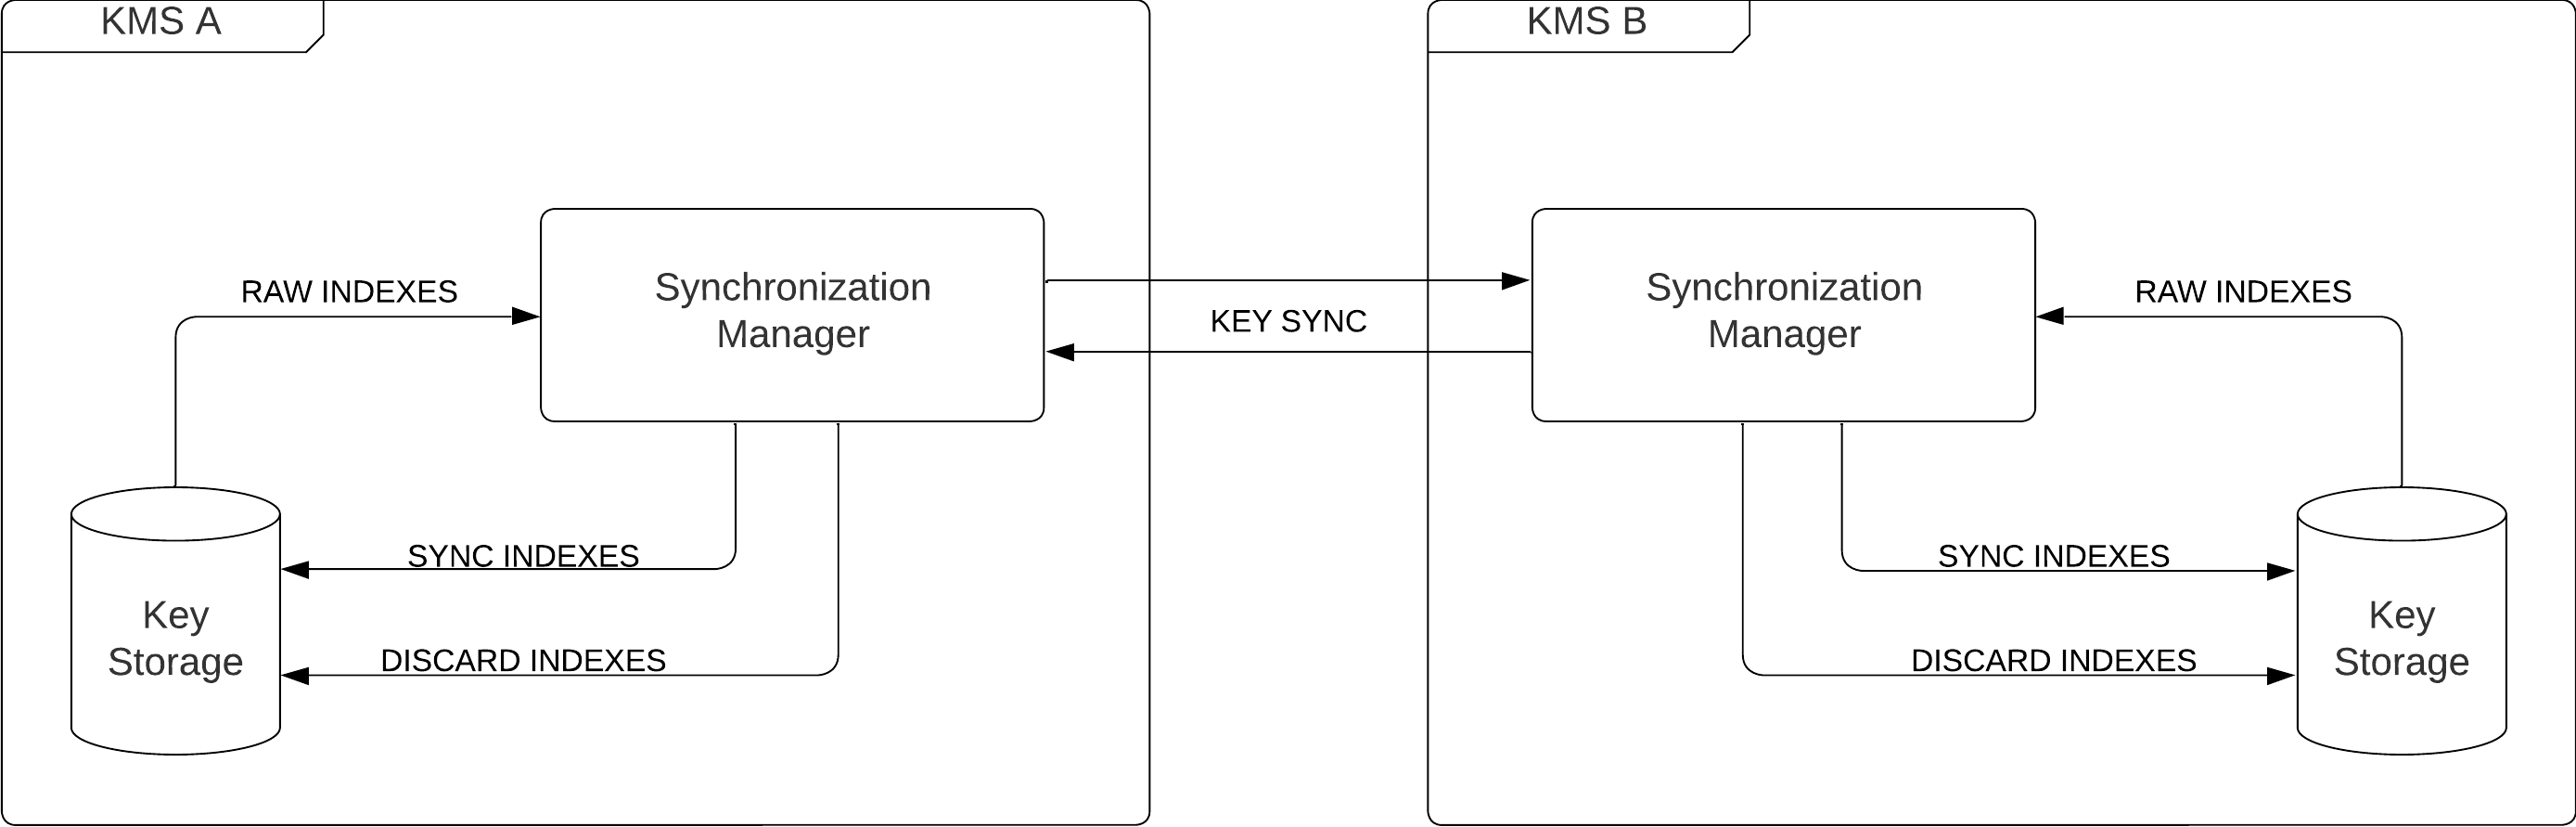 KMS A
RAW INDEXES
Synchronization
Manager
SYNC INDEXES
DISCARD INDEXES
Key
Storage
KEY SYNC
KMS B
Synchronization
Manager
RAW INDEXES
SYNC INDEXES
DISCARD INDEXES
Key
Storage